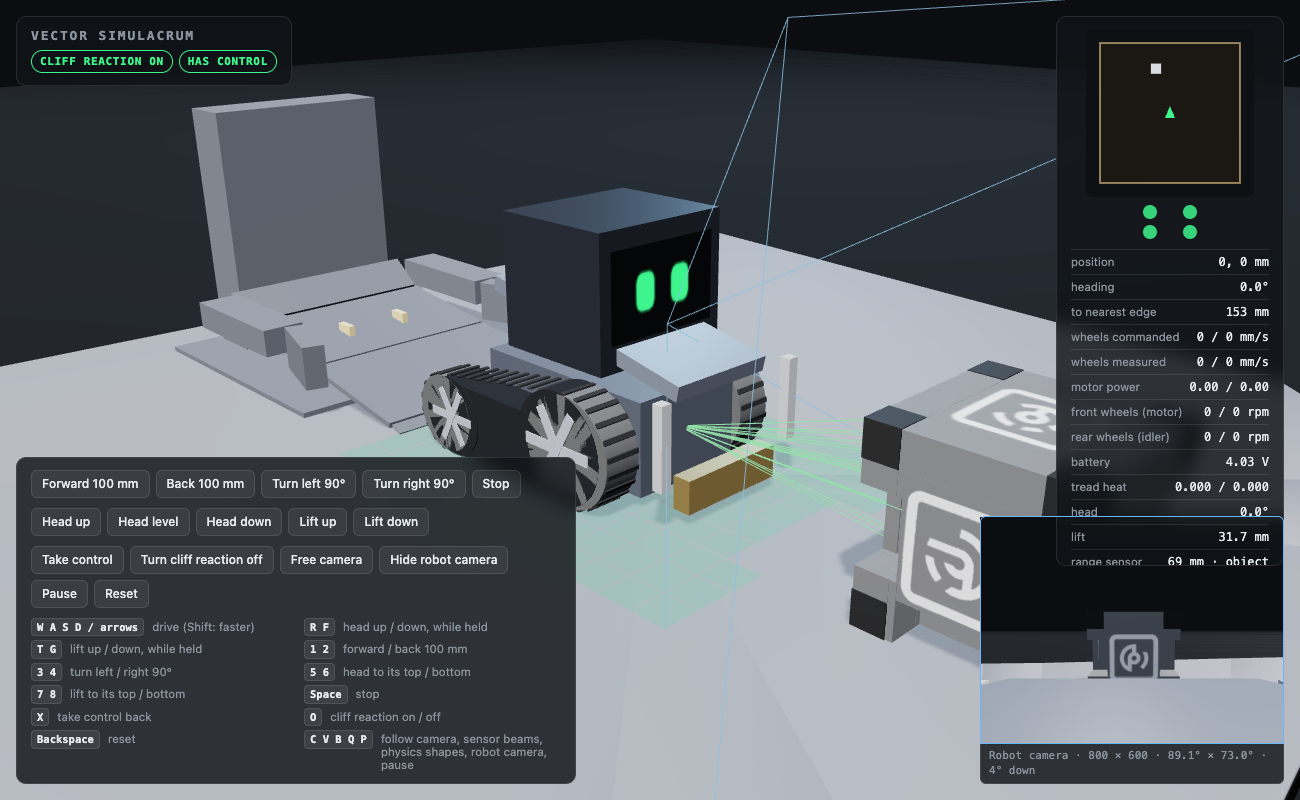 VECTOR SIMULACRUM
CLIFF REACTION ON HAS CONTROL
position 0, 0 mm
heading 0.0°
to nearest edge 153 mm
wheels commanded 0 / 0 mm/s
wheels measured 0 / 0 mm/s
motor power 0.00 / 0.00
front wheels (motor) 0 / 0 rpm
rear wheels (idler) 0 / 0 rpm
battery 4.03 V
tread heat 0.000 / 0.000
head 0.0°
lift 31.7 mm
range sensor 69 mm · object
Forward 100 mm Back 100 mm Turn left 90° Turn right 90° Stop
Head up Head level Head down Lift up Lift down
Take control Turn cliff reaction off Free camera Hide robot camera
Pause Reset
W A S D / arrows drive (Shift: faster)
R F head up / down, while held
T G lift up / down, while held
1 2 forward / back 100 mm
3 4 turn left / right 90°
5 6 head to its top / bottom
7 8 lift to its top / bottom
Space stop
X take control back
O cliff reaction on / off
Backspace reset
C V B Q P follow camera, sensor beams,
physics shapes, robot camera,
pause
Robot camera · 800 × 600 · 89.1° × 73.0° ·
4° down